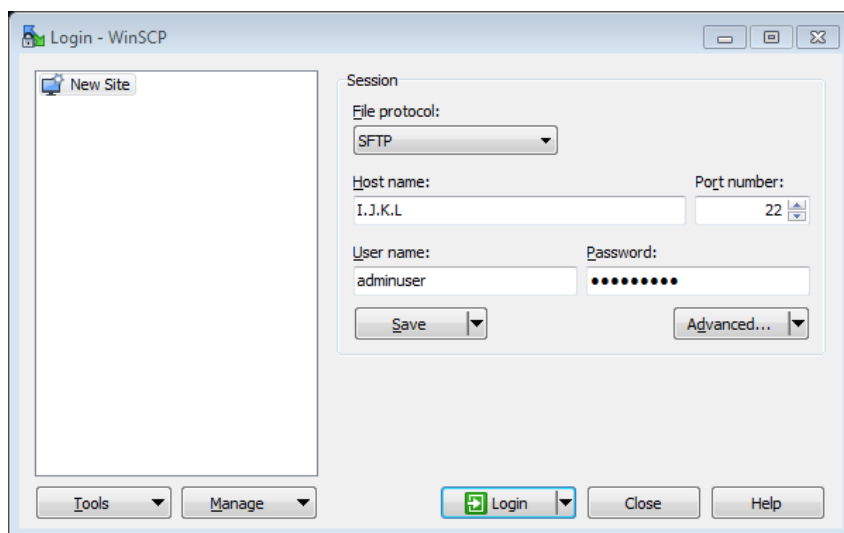 Login - WinSCP
New Site
Session
File protocol:
SFTP
Host name:
Port number:
I.J.K.L
22
User name:
Password:
adminuser
●●●●●●●●●
Save
Advanced...
Tools
Manage
Login
Close
Help